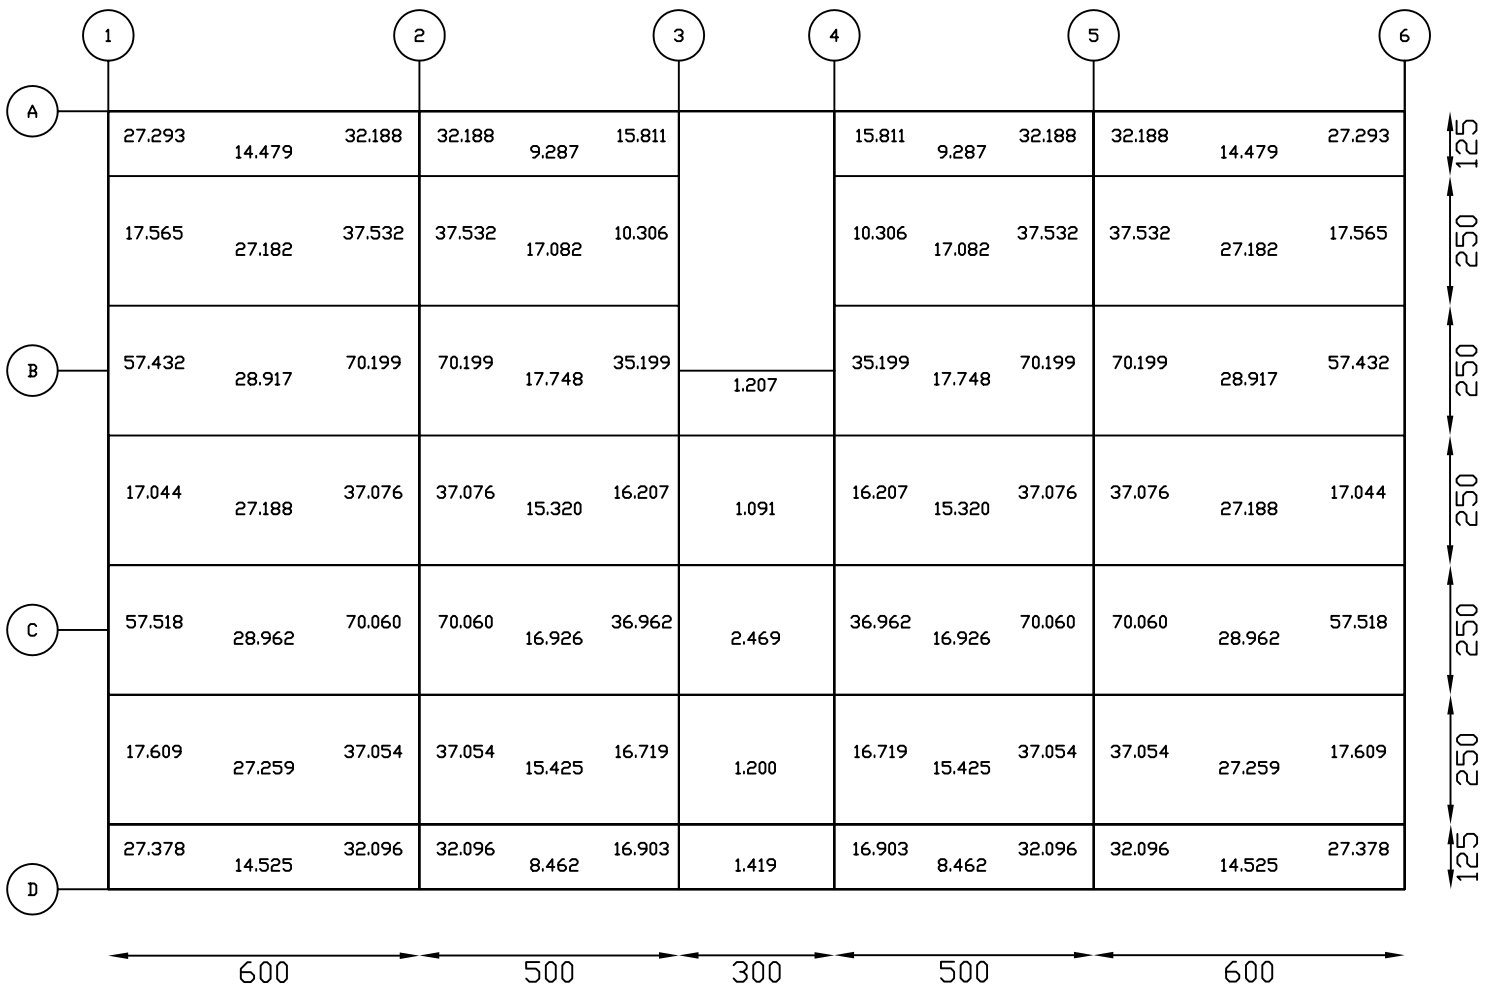 1 2 3 4 5 6
A
27.293 32.188 32.188 15.811 15.811 32.188 32.188 27.293
14.479 9.287 9.287 14.479
125
17.565 37.532 37.532 10.306 10.306 37.532 37.532 17.565
27.182 17.082 17.082 27.182
250
B
57.432 70.199 70.199 35.199 35.199 70.199 70.199 57.432
28.917 17.748 1.207 17.748 28.917
250
17.044 37.076 37.076 16.207 16.207 37.076 37.076 17.044
27.188 15.320 1.091 15.320 27.188
250
C
57.518 70.060 70.060 36.962 36.962 70.060 70.060 57.518
28.962 16.926 2.469 16.926 28.962
250
17.609 37.054 37.054 16.719 16.719 37.054 37.054 17.609
27.259 15.425 1.200 15.425 27.259
250
27.378 32.096 32.096 16.903 16.903 32.096 32.096 27.378
14.525 8.462 1.419 8.462 14.525
125
D
600 500 300 500 600